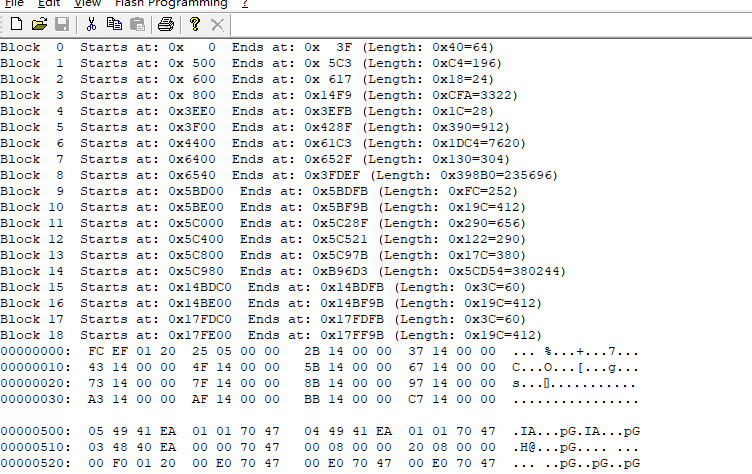 File Edit View Flash Programming ?
Block 0 Starts at: 0x 0 Ends at: 0x 3F (Length: 0x40=64)
Block 1 Starts at: 0x 500 Ends at: 0x 5C3 (Length: 0xC4=196)
Block 2 Starts at: 0x 600 Ends at: 0x 617 (Length: 0x18=24)
Block 3 Starts at: 0x 800 Ends at: 0x14F9 (Length: 0xCFA=3322)
Block 4 Starts at: 0x3EE0 Ends at: 0x3EFB (Length: 0x1C=28)
Block 5 Starts at: 0x3F00 Ends at: 0x428F (Length: 0x390=912)
Block 6 Starts at: 0x4400 Ends at: 0x61C3 (Length: 0x1DC4=7620)
Block 7 Starts at: 0x6400 Ends at: 0x652F (Length: 0x130=304)
Block 8 Starts at: 0x6540 Ends at: 0x3FDEF (Length: 0x398B0=235696)
Block 9 Starts at: 0x5BD00 Ends at: 0x5BDFB (Length: 0xFC=252)
Block 10 Starts at: 0x5BE00 Ends at: 0x5BF9B (Length: 0x19C=412)
Block 11 Starts at: 0x5C000 Ends at: 0x5C28F (Length: 0x290=656)
Block 12 Starts at: 0x5C400 Ends at: 0x5C521 (Length: 0x122=290)
Block 13 Starts at: 0x5C800 Ends at: 0x5C97B (Length: 0x17C=380)
Block 14 Starts at: 0x5C980 Ends at: 0xB96D3 (Length: 0x5CD54=380244)
Block 15 Starts at: 0x14BDC0 Ends at: 0x14BDFB (Length: 0x3C=60)
Block 16 Starts at: 0x14BE00 Ends at: 0x14BF9B (Length: 0x19C=412)
Block 17 Starts at: 0x17FDC0 Ends at: 0x17FDFB (Length: 0x3C=60)
Block 18 Starts at: 0x17FE00 Ends at: 0x17FF9B (Length: 0x19C=412)
00000000: FC EF 01 20 25 05 00 00 2B 14 00 00 37 14 00 00 ... %...+...7...
00000010: 43 14 00 00 4F 14 00 00 5B 14 00 00 67 14 00 00 C...O...[...g...
00000020: 73 14 00 00 7F 14 00 00 8B 14 00 00 97 14 00 00 s...▯...........
00000030: A3 14 00 00 AF 14 00 00 BB 14 00 00 C7 14 00 00 ................
00000500: 05 49 41 EA 01 01 70 47 04 49 41 EA 01 01 70 47 .IA...pG.IA...pG
00000510: 03 48 40 EA 00 00 70 47 00 08 00 00 20 08 00 00 .H@...pG.... ...
00000520: 00 F0 01 20 00 E0 70 47 00 E0 70 47 00 E0 70 47 ... ..pG..pG..pG